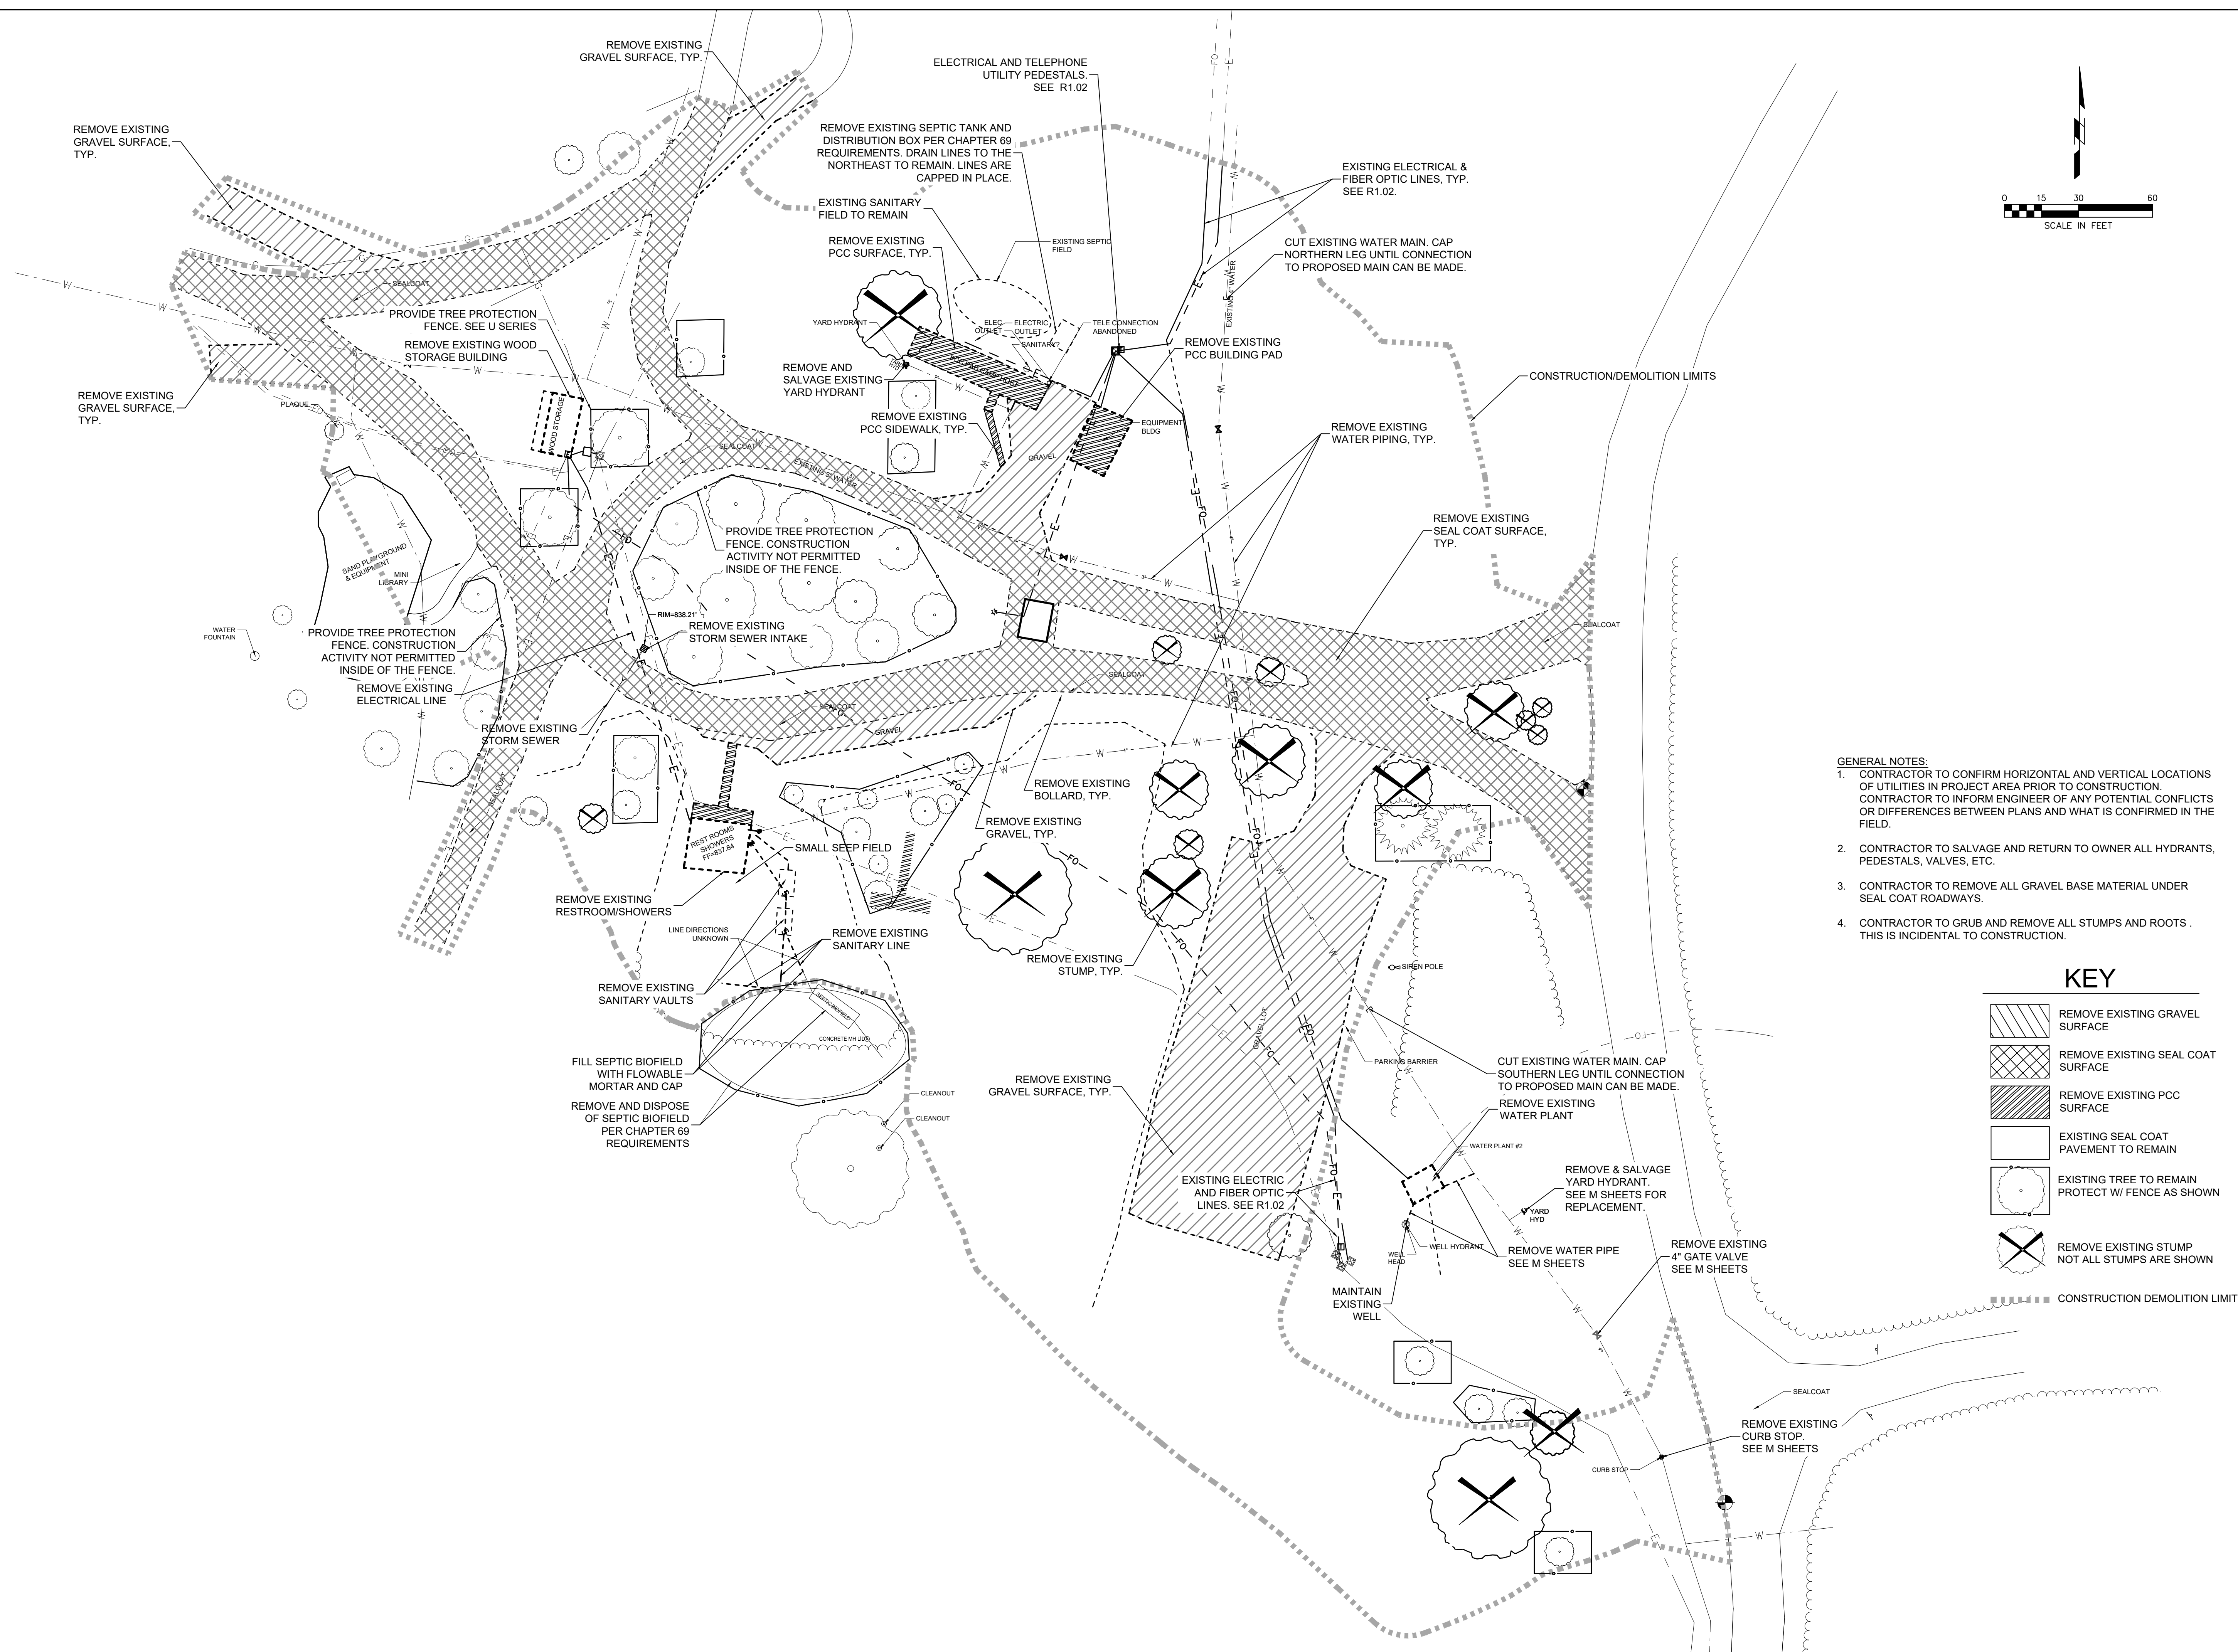 REMOVE EXISTING
GRAVEL SURFACE, TYP.
ELECTRICAL AND TELEPHONE
UTILITY PEDESTALS.
SEE R1.02
REMOVE EXISTING
GRAVEL SURFACE,
TYP.
REMOVE EXISTING SEPTIC TANK AND
DISTRIBUTION BOX PER CHAPTER 69
REQUIREMENTS. DRAIN LINES TO THE
NORTHEAST TO REMAIN. LINES ARE
CAPPED IN PLACE.
EXISTING ELECTRICAL &
FIBER OPTIC LINES, TYP.
SEE R1.02.
0 15 30 60
SCALE IN FEET
EXISTING SANITARY
FIELD TO REMAIN
REMOVE EXISTING
PCC SURFACE, TYP.
EXISTING SEPTIC
FIELD
CUT EXISTING WATER MAIN. CAP
NORTHERN LEG UNTIL CONNECTION
TO PROPOSED MAIN CAN BE MADE.
EXISTING 4" WATER
SEALCOAT
PROVIDE TREE PROTECTION
FENCE. SEE U SERIES
YARD HYDRANT
ELEC
OUTLET
ELECTRIC
OUTLET
TELE CONNECTION
ABANDONED
SANITARY?
REMOVE EXISTING WOOD
STORAGE BUILDING
REMOVE EXISTING
PCC BUILDING PAD
REMOVE AND
SALVAGE EXISTING
YARD HYDRANT
PCC PAD CAMP HOST
CONSTRUCTION/DEMOLITION LIMITS
REMOVE EXISTING
GRAVEL SURFACE,
TYP.
PLAQUE
WOOD STORAGE
REMOVE EXISTING
PCC SIDEWALK, TYP.
EQUIPMENT
BLDG
REMOVE EXISTING
WATER PIPING, TYP.
SEALCOAT
GRAVEL
PROVIDE TREE PROTECTION
FENCE. CONSTRUCTION
ACTIVITY NOT PERMITTED
INSIDE OF THE FENCE.
REMOVE EXISTING
SEAL COAT SURFACE,
TYP.
SAND PLAYGROUND
& EQUIPMENT
MINI
LIBRARY
RIM=838.21'
REMOVE EXISTING
STORM SEWER INTAKE
SEALCOAT
WATER
FOUNTAIN
PROVIDE TREE PROTECTION
FENCE. CONSTRUCTION
ACTIVITY NOT PERMITTED
INSIDE OF THE FENCE.
REMOVE EXISTING
ELECTRICAL LINE
SEALCOAT
SEALCOAT
REMOVE EXISTING
STORM SEWER
GRAVEL
SEALCOAT
REMOVE EXISTING
BOLLARD, TYP.
REMOVE EXISTING
GRAVEL, TYP.
REST ROOMS
SHOWERS
FF=837.84
SMALL SEEP FIELD
REMOVE EXISTING
RESTROOM/SHOWERS
LINE DIRECTIONS
UNKNOWN
REMOVE EXISTING
SANITARY LINE
REMOVE EXISTING
STUMP, TYP.
SIREN POLE
REMOVE EXISTING
SANITARY VAULTS
SEPTIC BIOFIELD
CONCRETE MH LIDS
GRAVEL LOT
FILL SEPTIC BIOFIELD
WITH FLOWABLE
MORTAR AND CAP
PARKING BARRIER
CUT EXISTING WATER MAIN. CAP
SOUTHERN LEG UNTIL CONNECTION
TO PROPOSED MAIN CAN BE MADE.
REMOVE EXISTING
GRAVEL SURFACE, TYP.
CLEANOUT
REMOVE AND DISPOSE
OF SEPTIC BIOFIELD
PER CHAPTER 69
REQUIREMENTS
CLEANOUT
REMOVE EXISTING
WATER PLANT
WATER PLANT #2
EXISTING ELECTRIC
AND FIBER OPTIC
LINES. SEE R1.02
REMOVE & SALVAGE
YARD HYDRANT.
SEE M SHEETS FOR
REPLACEMENT.
YARD
HYD
WELL
HEAD
WELL HYDRANT
REMOVE WATER PIPE
SEE M SHEETS
REMOVE EXISTING
4" GATE VALVE
SEE M SHEETS
MAINTAIN
EXISTING
WELL
SEALCOAT
REMOVE EXISTING
CURB STOP.
SEE M SHEETS
CURB STOP
GENERAL NOTES:
1. CONTRACTOR TO CONFIRM HORIZONTAL AND VERTICAL LOCATIONS
OF UTILITIES IN PROJECT AREA PRIOR TO CONSTRUCTION.
CONTRACTOR TO INFORM ENGINEER OF ANY POTENTIAL CONFLICTS
OR DIFFERENCES BETWEEN PLANS AND WHAT IS CONFIRMED IN THE
FIELD.
2. CONTRACTOR TO SALVAGE AND RETURN TO OWNER ALL HYDRANTS,
PEDESTALS, VALVES, ETC.
3. CONTRACTOR TO REMOVE ALL GRAVEL BASE MATERIAL UNDER
SEAL COAT ROADWAYS.
4. CONTRACTOR TO GRUB AND REMOVE ALL STUMPS AND ROOTS .
THIS IS INCIDENTAL TO CONSTRUCTION.
KEY
REMOVE EXISTING GRAVEL
SURFACE
REMOVE EXISTING SEAL COAT
SURFACE
REMOVE EXISTING PCC
SURFACE
EXISTING SEAL COAT
PAVEMENT TO REMAIN
EXISTING TREE TO REMAIN
PROTECT W/ FENCE AS SHOWN
REMOVE EXISTING STUMP
NOT ALL STUMPS ARE SHOWN
CONSTRUCTION DEMOLITION LIMIT